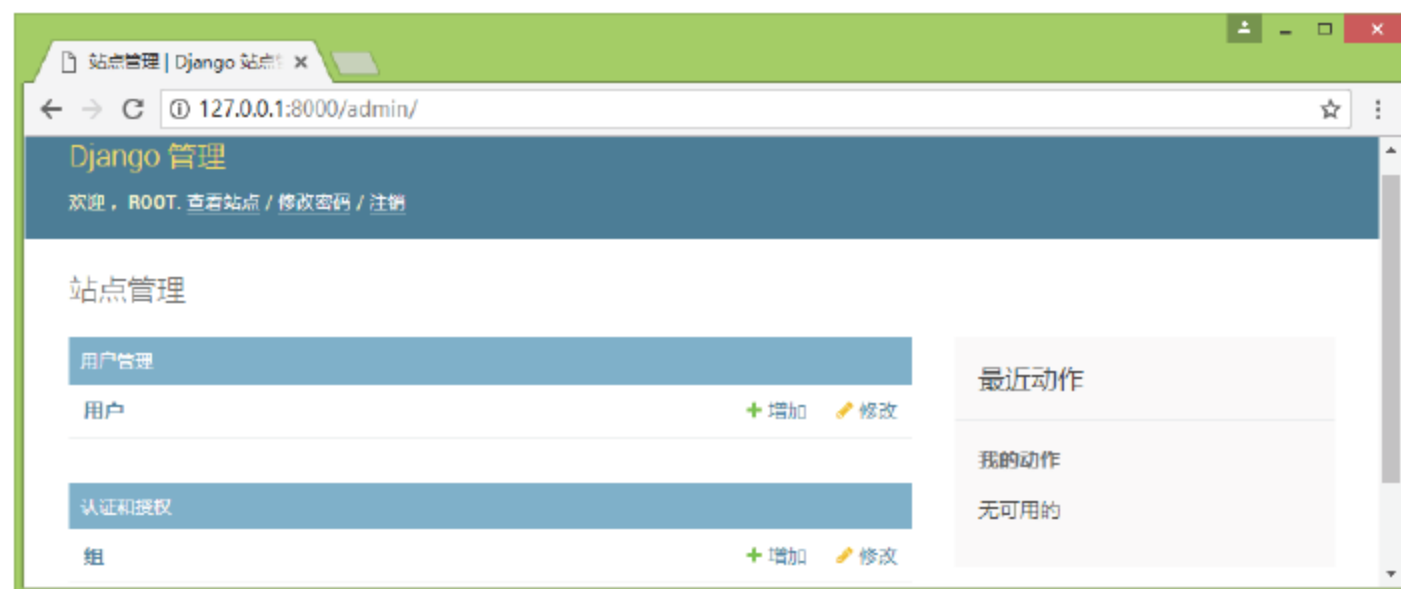 站点管理 | Django 站点
127.0.0.1:8000/admin/
Django 管理
欢迎，ROOT. 查看站点 / 修改密码 / 注销
站点管理
用户管理
用户 增加 修改
认证和授权
组 增加 修改
最近动作
我的动作
无可用的